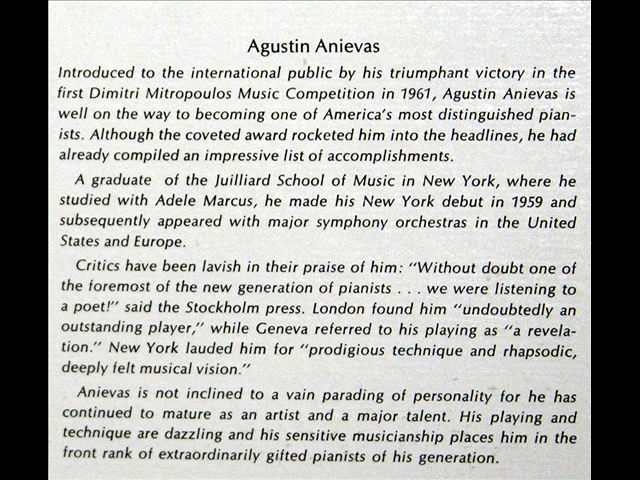 Agustin Anievas
Introduced to the international public by his triumphant victory in the
first Dimitri Mitropoulos Music Competition in 1961, Agustin Anievas is
well on the way to becoming one of America's most distinguished pian-
ists. Although the coveted award rocketed him into the headlines, he had
already compiled an impressive list of accomplishments.
A graduate of the Juilliard School of Music in New York, where he
studied with Adele Marcus, he made his New York debut in 1959 and
subsequently appeared with major symphony orchestras in the United
States and Europe.
Critics have been lavish in their praise of him: "Without doubt one of
the foremost of the new generation of pianists . . . we were listening to
a poet!" said the Stockholm press. London found him "undoubtedly an
outstanding player," while Geneva referred to his playing as "a revela-
tion." New York lauded him for "prodigious technique and rhapsodic,
deeply felt musical vision."
Anievas is not inclined to a vain parading of personality for he has
continued to mature as an artist and a major talent. His playing and
technique are dazzling and his sensitive musicianship places him in the
front rank of extraordinarily gifted pianists of his generation.